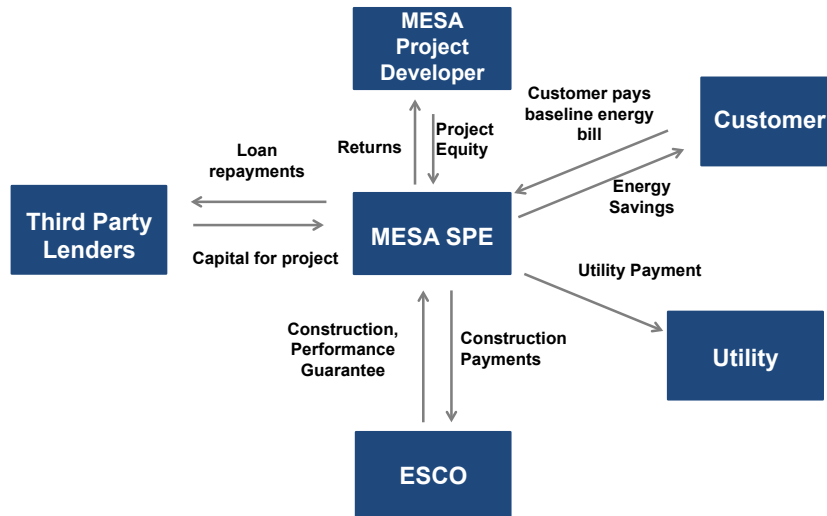 MESA
Project
Developer
Customer pays
baseline energy
bill
Customer
Returns
Project
Equity
Loan
repayments
Energy
Savings
Third Party
Lenders
MESA SPE
Capital for project
Utility Payment
Construction,
Performance
Guarantee
Construction
Payments
Utility
ESCO